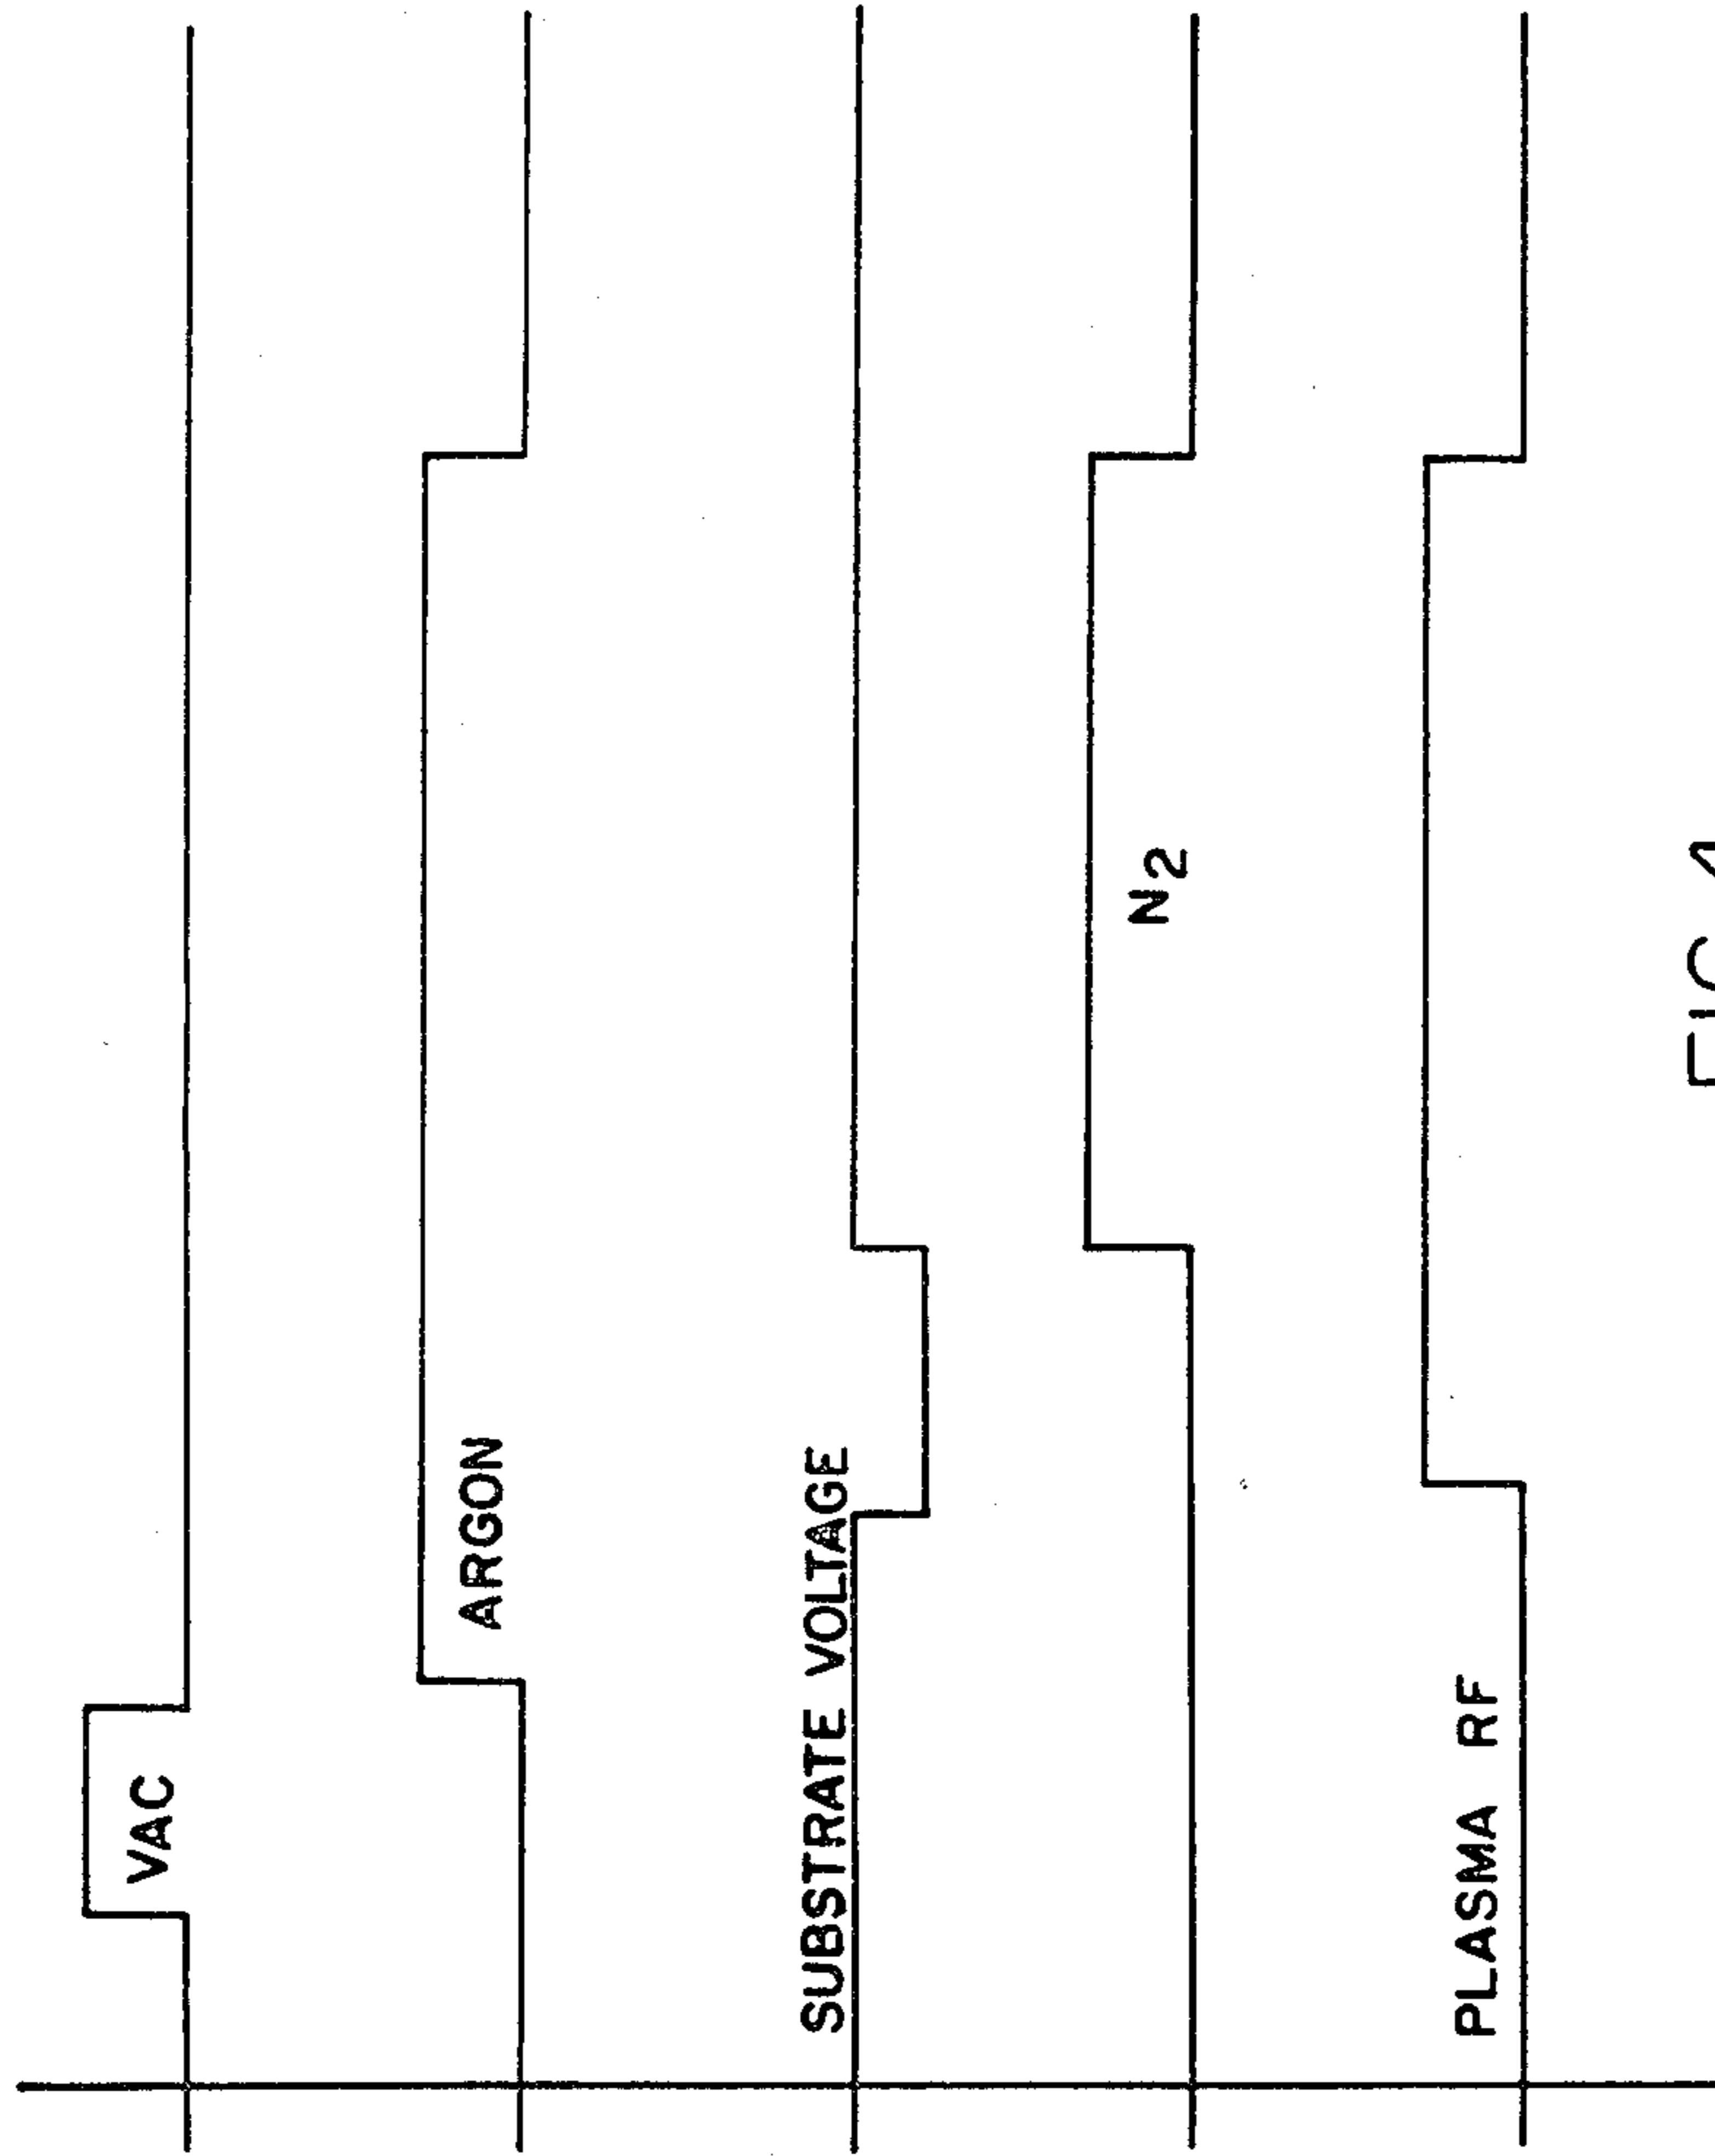 VAC
ARGON
SUBSTRATE VOLTAGE
N2
PLASMA RF